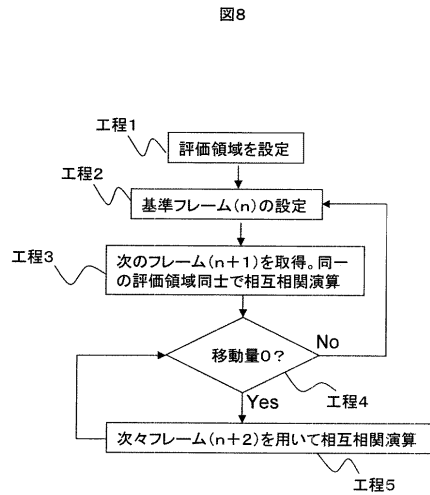 図8
工程1
評価領域を設定
工程2
基準フレーム(n)の設定
工程3
次のフレーム(n+1)を取得。同一
の評価領域同士で相互相関演算
移動量0?
No
工程4
Yes
次々フレーム(n+2)を用いて相互相関演算
工程5